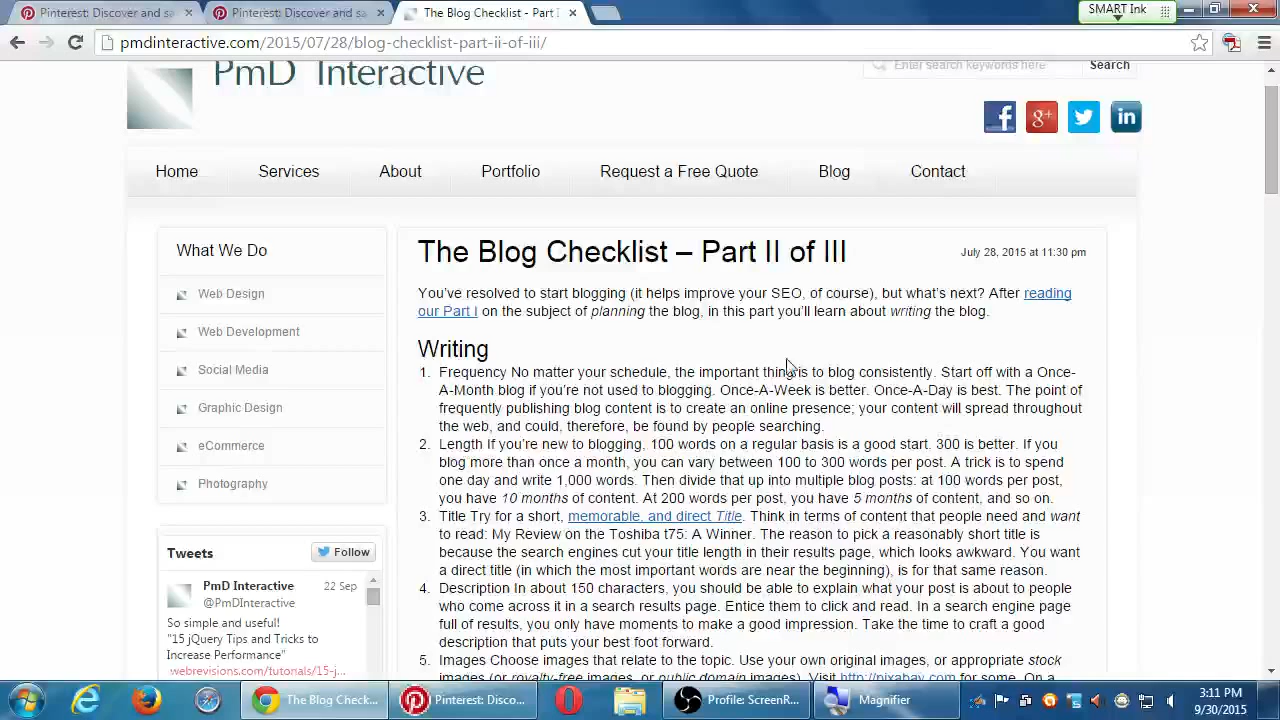 Pinterest: Discover and sa
Pinterest: Discover and sa
The Blog Checklist - Part I
SMART Ink
pmdinteractive.com/2015/07/28/blog-checklist-part-ii-of-iii/
PmD Interactive
Enter search keywords here
Search
Home
Services
About
Portfolio
Request a Free Quote
Blog
Contact
What We Do
Web Design
Web Development
Social Media
Graphic Design
eCommerce
Photography
Tweets
Follow
PmD Interactive
22 Sep
@PmDInteractive
So simple and useful!
"15 jQuery Tips and Tricks to
Increase Performance"
webrevisions.com/tutorials/15-j...
The Blog Checklist – Part II of III
July 28, 2015 at 11:30 pm
You've resolved to start blogging (it helps improve your SEO, of course), but what's next? After reading
our Part I on the subject of planning the blog, in this part you'll learn about writing the blog.
Writing
1. Frequency No matter your schedule, the important thing is to blog consistently. Start off with a Once-
A-Month blog if you're not used to blogging. Once-A-Week is better. Once-A-Day is best. The point of
frequently publishing blog content is to create an online presence; your content will spread throughout
the web, and could, therefore, be found by people searching.
2. Length If you're new to blogging, 100 words on a regular basis is a good start. 300 is better. If you
blog more than once a month, you can vary between 100 to 300 words per post. A trick is to spend
one day and write 1,000 words. Then divide that up into multiple blog posts: at 100 words per post,
you have 10 months of content. At 200 words per post, you have 5 months of content, and so on.
3. Title Try for a short, memorable, and direct Title. Think in terms of content that people need and want
to read: My Review on the Toshiba t75: A Winner. The reason to pick a reasonably short title is
because the search engines cut your title length in their results page, which looks awkward. You want
a direct title (in which the most important words are near the beginning), is for that same reason.
4. Description In about 150 characters, you should be able to explain what your post is about to people
who come across it in a search results page. Entice them to click and read. In a search engine page
full of results, you only have moments to make a good impression. Take the time to craft a good
description that puts your best foot forward.
5. Images Choose images that relate to the topic. Use your own original images, or appropriate stock
images (or royalty-free images, or public domain images). Visit http://pixabay.com for some. On a
The Blog Check...
Pinterest: Disco...
Profile: ScreenR...
Magnifier
3:11 PM
9/30/2015